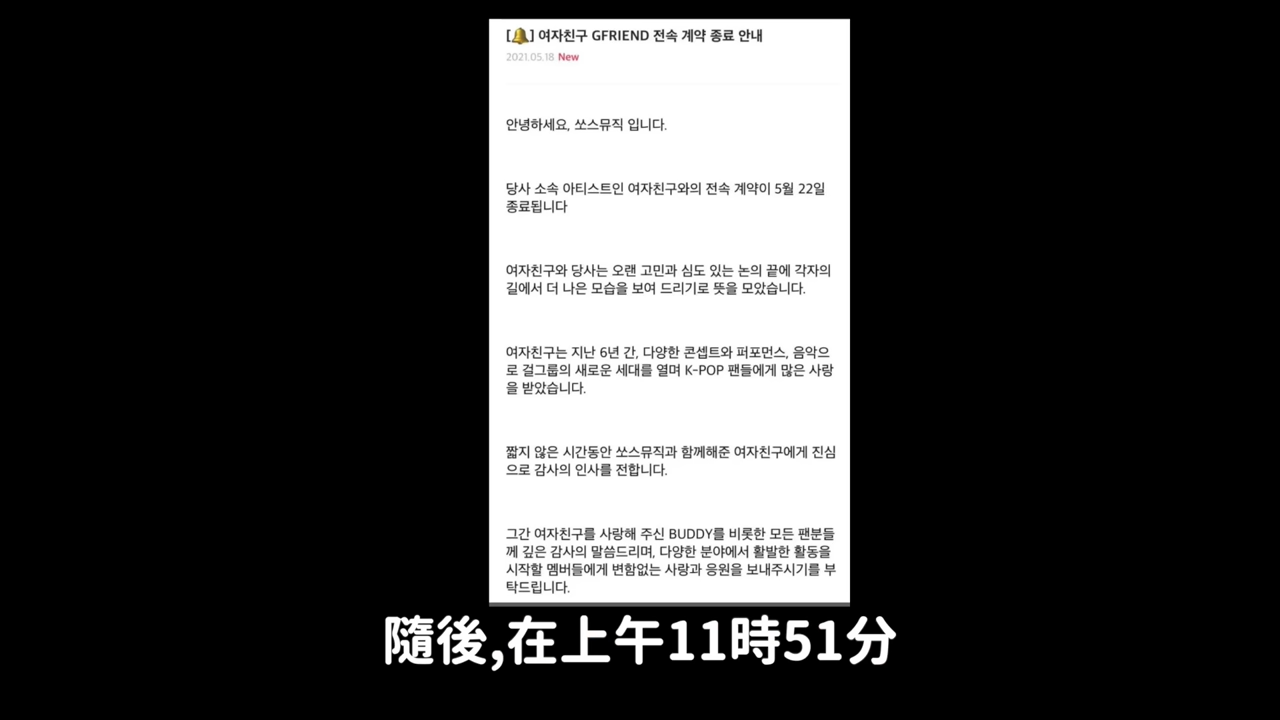 [🔔] 여자친구 GFRIEND 전속 계약 종료 안내
2021.05.18 New
안녕하세요, 쏘스뮤직 입니다.
당사 소속 아티스트인 여자친구와의 전속 계약이 5월 22일
종료됩니다
여자친구와 당사는 오랜 고민과 심도 있는 논의 끝에 각자의
길에서 더 나은 모습을 보여 드리기로 뜻을 모았습니다.
여자친구는 지난 6년 간, 다양한 콘셉트와 퍼포먼스, 음악으
로 걸그룹의 새로운 세대를 열며 K-POP 팬들에게 많은 사랑
을 받았습니다.
짧지 않은 시간동안 쏘스뮤직과 함께해준 여자친구에게 진심
으로 감사의 인사를 전합니다.
그간 여자친구를 사랑해 주신 BUDDY를 비롯한 모든 팬분들
께 깊은 감사의 말씀드리며, 다양한 분야에서 활발한 활동을
시작할 멤버들에게 변함없는 사랑과 응원을 보내주시기를 부
탁드립니다.
隨後,在上午11時51分